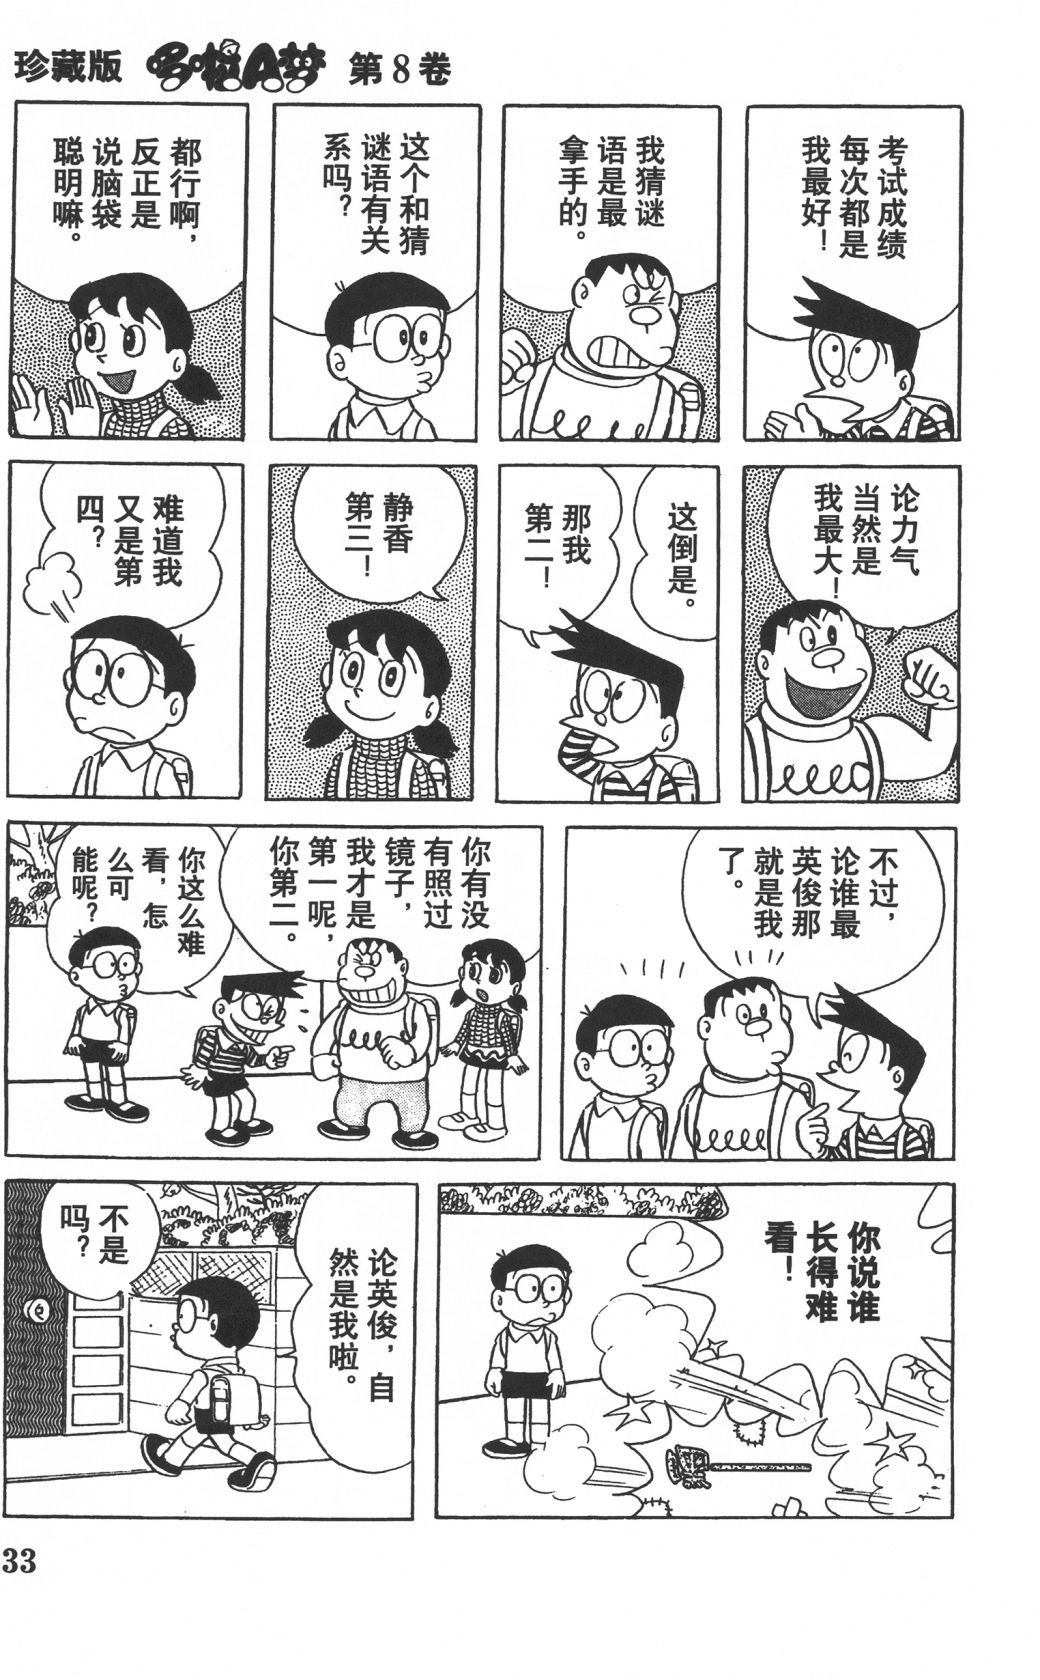 珍藏版 哆啦A梦 第8卷
考试成绩
每次都是
我最好！
我猜谜
语是最
拿手的。
这个和猜
谜语有关
系吗？
都行啊，
反正是
说脑袋
聪明嘛。
论力气
当然是
我最大！
这倒是。
那我
第二！
静香
第三！
难道我
又是第
四？
不过，
论谁最
英俊那
就是我
了。
你有没
有照过
镜子，
我才是
第一呢，
你第二。
你这么难
看，怎
么可
能呢？
你说谁
长得难
看！
论英俊，自
然是我啦。
不是
吗？
33